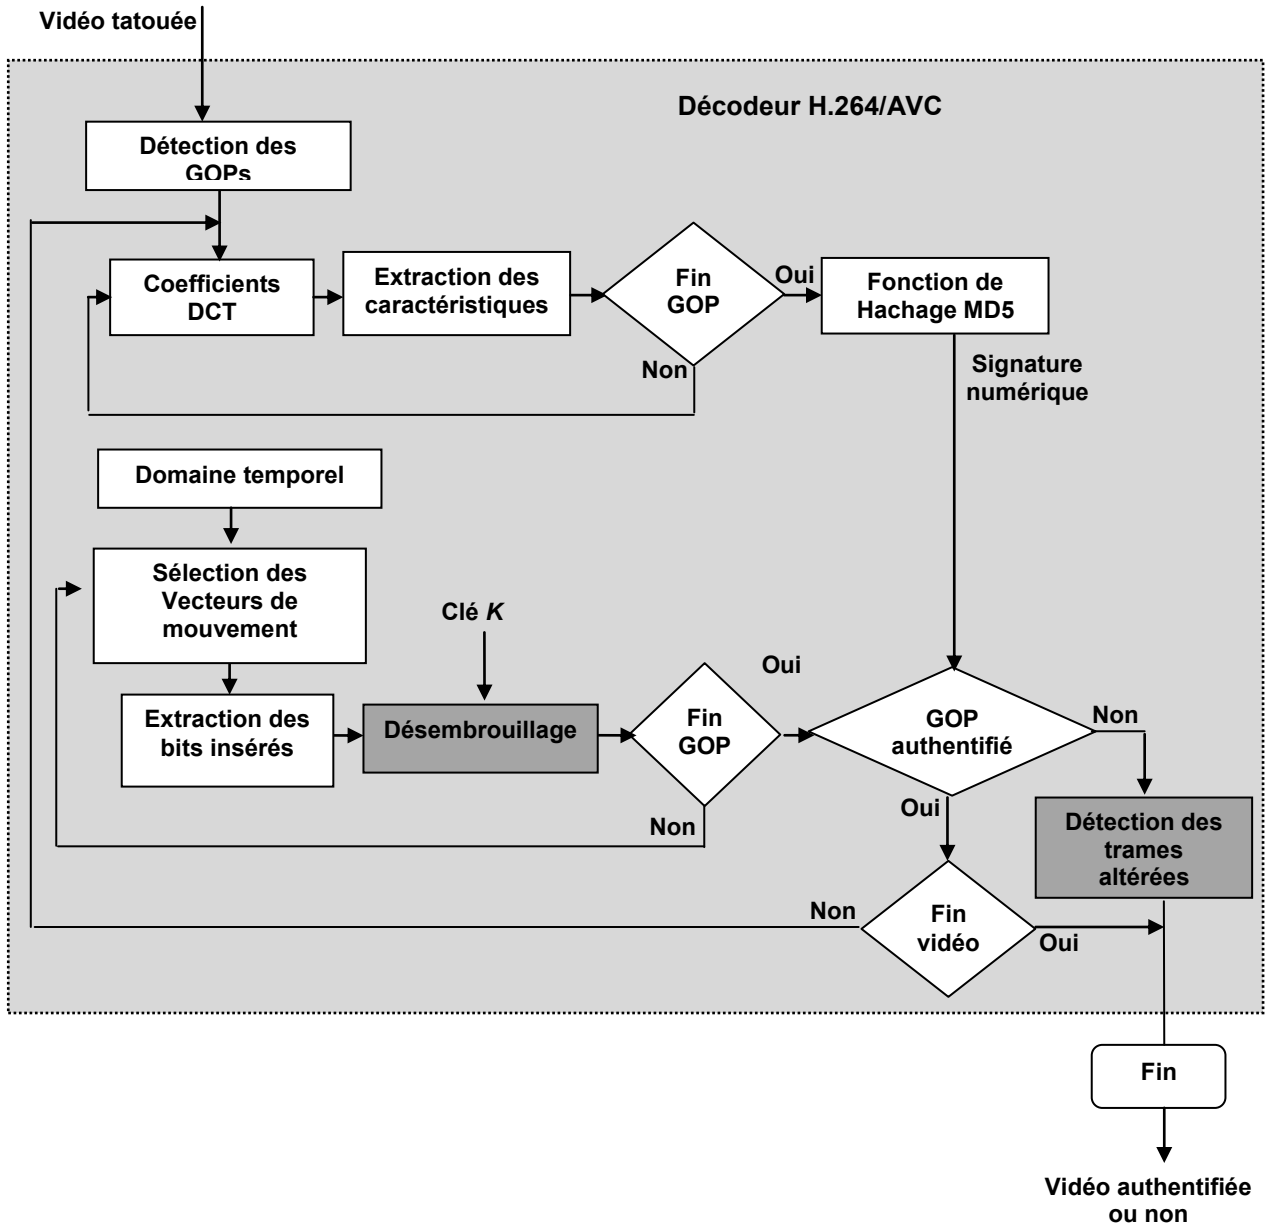 Vidéo tatouée
Décodeur H.264/AVC
Détection des
GOPs
Coefficients
DCT
Extraction des
caractéristiques
Fin
GOP
Oui
Non
Fonction de
Hachage MD5
Signature
numérique
Domaine temporel
Sélection des
Vecteurs de
mouvement
Clé K
Extraction des
bits insérés
Désembrouillage
Fin
GOP
Oui
Non
GOP
authentifié
Non
Oui
Détection des
trames
altérées
Non
Fin
vidéo
Oui
Fin
Vidéo authentifiée
ou non